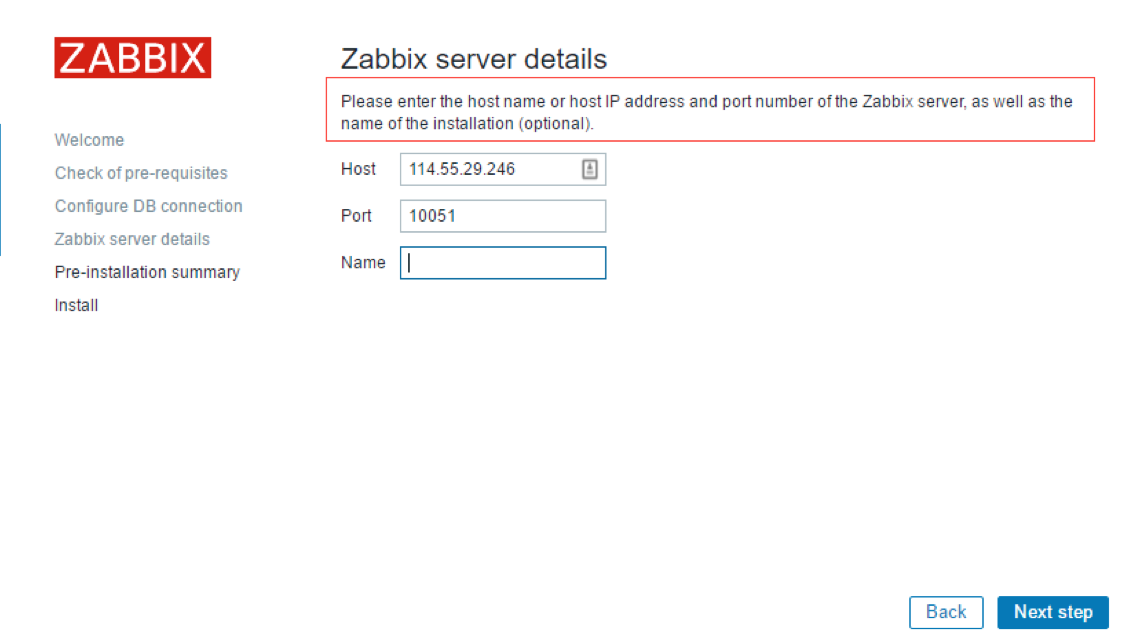 ZABBIX
Welcome
Check of pre-requisites
Configure DB connection
Zabbix server details
Pre-installation summary
Install
Zabbix server details
Please enter the host name or host IP address and port number of the Zabbix server, as well as the
name of the installation (optional).
Host 114.55.29.246
Port 10051
Name
Back Next step